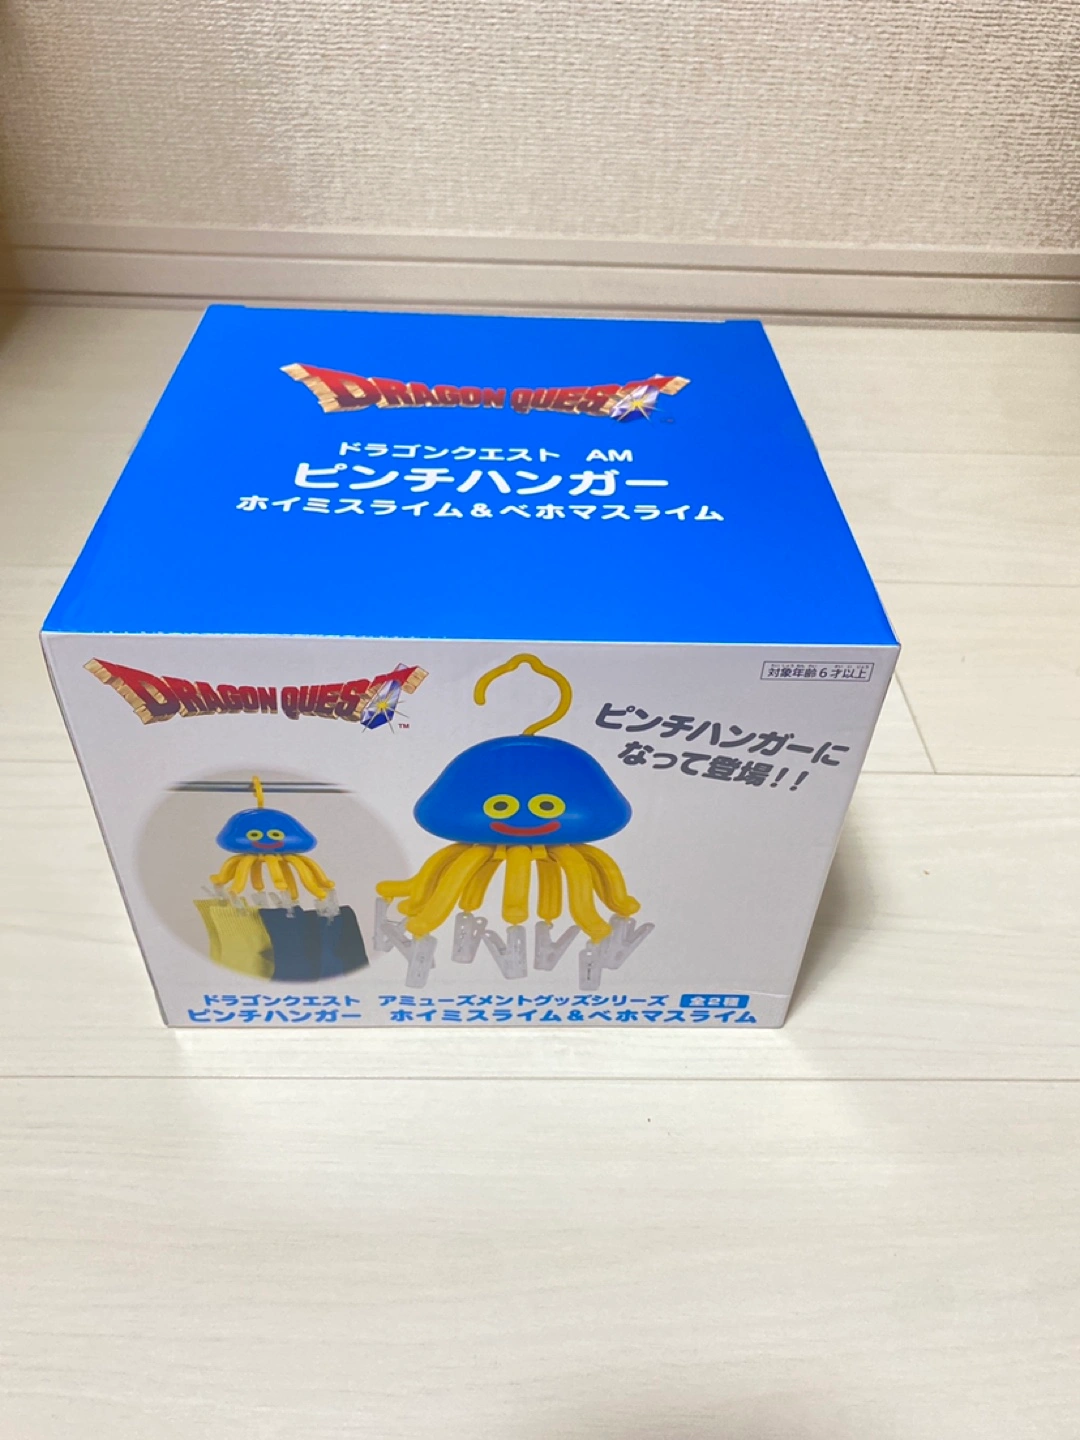 DRAGON QUEST
ドラゴンクエスト AM
ピンチハンガー
ホイミスライム&ベホマスライム
DRAGON QUEST
TM
対象年齢6才以上
ピンチハンガーに
なって登場!!
ドラゴンクエスト アミューズメントグッズシリーズ 全2種
ピンチハンガー ホイミスライム&ベホマスライム